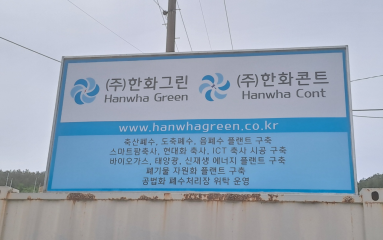 (주)한화그린 (주)한화콘트
Hanwha Green Hanwha Cont
www.hanwhagreen.co.kr
축산폐수, 도축폐수, 음폐수 플랜트 구축
스마트팜축사, 현대화 축사, ICT 축사 시공 구축
바이오가스, 태양광, 신재생 에너지 플랜트 구축
폐기물 자원화 플랜트 구축
공법화 폐수처리장 위탁 운영